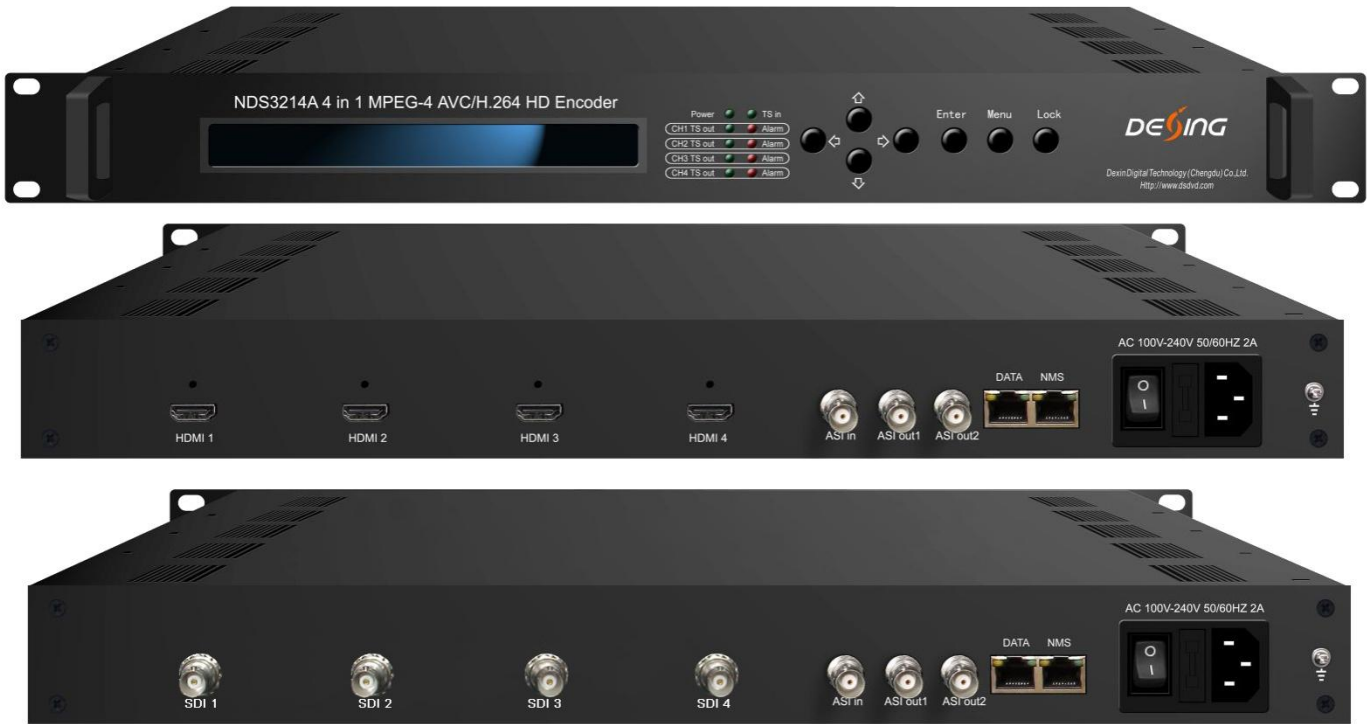 NDS3214A 4 in 1 MPEG-4 AVC/H.264 HD Encoder
Power TS in
CH1 TS out Alarm
CH2 TS out Alarm
CH3 TS out Alarm
CH4 TS out Alarm
Enter Menu Lock
DEXING
Dexin Digital Technology (Chengdu) Co.,Ltd.
Http://www.dsdvd.com
AC 100V-240V 50/60HZ 2A
O
I
DATA NMS
HDMI 1 HDMI 2 HDMI 3 HDMI 4 ASI in ASI out1 ASI out2
AC 100V-240V 50/60HZ 2A
O
I
DATA NMS
SDI 1 SDI 2 SDI 3 SDI 4 ASI in ASI out1 ASI out2